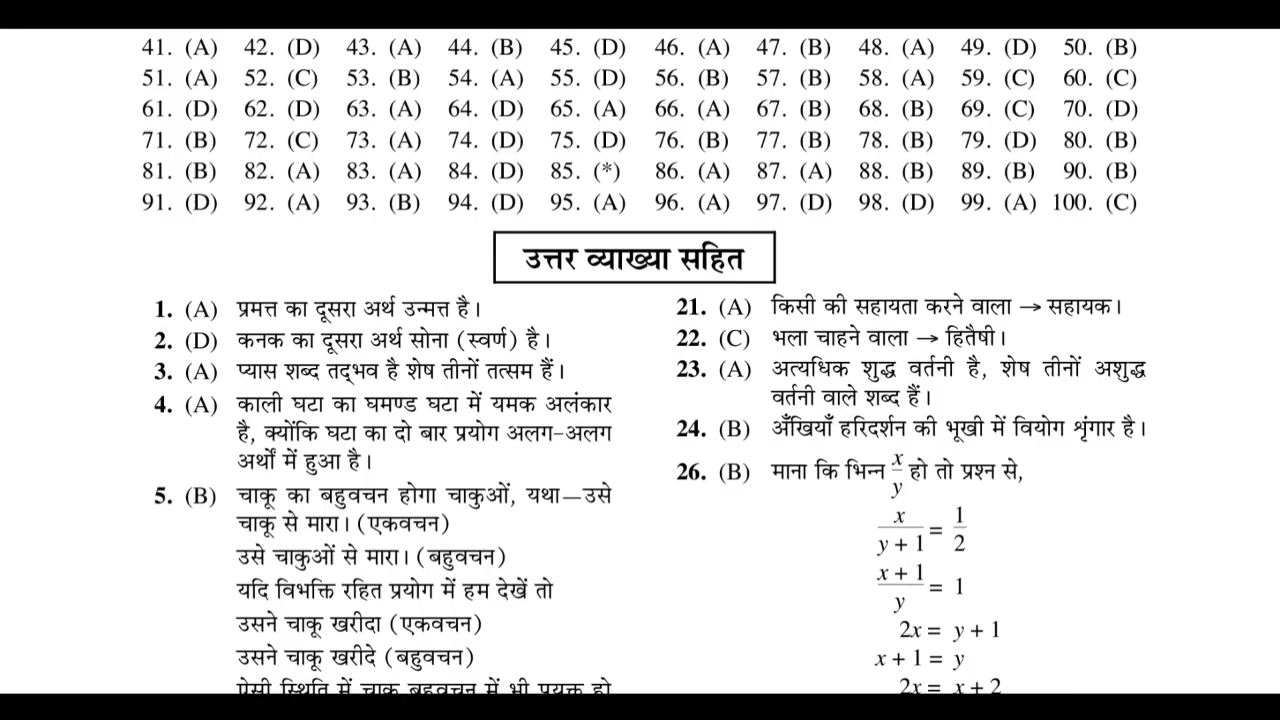 41. (A) 42. (D) 43. (A) 44. (B) 45. (D) 46. (A) 47. (B) 48. (A) 49. (D) 50. (B)
51. (A) 52. (C) 53. (B) 54. (A) 55. (D) 56. (B) 57. (B) 58. (A) 59. (C) 60. (C)
61. (D) 62. (D) 63. (A) 64. (D) 65. (A) 66. (A) 67. (B) 68. (B) 69. (C) 70. (D)
71. (B) 72. (C) 73. (A) 74. (D) 75. (D) 76. (B) 77. (B) 78. (B) 79. (D) 80. (B)
81. (B) 82. (A) 83. (A) 84. (D) 85. (*) 86. (A) 87. (A) 88. (B) 89. (B) 90. (B)
91. (D) 92. (A) 93. (B) 94. (D) 95. (A) 96. (A) 97. (D) 98. (D) 99. (A) 100. (C)
उत्तर व्याख्या सहित
1. (A) प्रमत्त का दूसरा अर्थ उन्मत्त है।
2. (D) कनक का दूसरा अर्थ सोना (स्वर्ण) है।
3. (A) प्यास शब्द तद्भव है शेष तीनों तत्सम हैं।
4. (A) काली घटा का घमण्ड घटा में यमक अलंकार
है, क्योंकि घटा का दो बार प्रयोग अलग-अलग
अर्थों में हुआ है।
5. (B) चाकू का बहुवचन होगा चाकुओं, यथा—उसे
चाकू से मारा। (एकवचन)
उसे चाकुओं से मारा। (बहुवचन)
यदि विभक्ति रहित प्रयोग में हम देखें तो
उसने चाकू खरीदा (एकवचन)
उसने चाकू खरीदे (बहुवचन)
ऐसी स्थिति में चाकू बहुवचन में भी प्रयुक्त हो
21. (A) किसी की सहायता करने वाला → सहायक।
22. (C) भला चाहने वाला → हितैषी।
23. (A) अत्यधिक शुद्ध वर्तनी है, शेष तीनों अशुद्ध
वर्तनी वाले शब्द हैं।
24. (B) अँखियाँ हरिदर्शन की भूखी में वियोग शृंगार है।
26. (B) माना कि भिन्न x/y हो तो प्रश्न से,
x/(y + 1) = 1/2
(x + 1)/y = 1
2x = y + 1
x + 1 = y
2x = x + 2